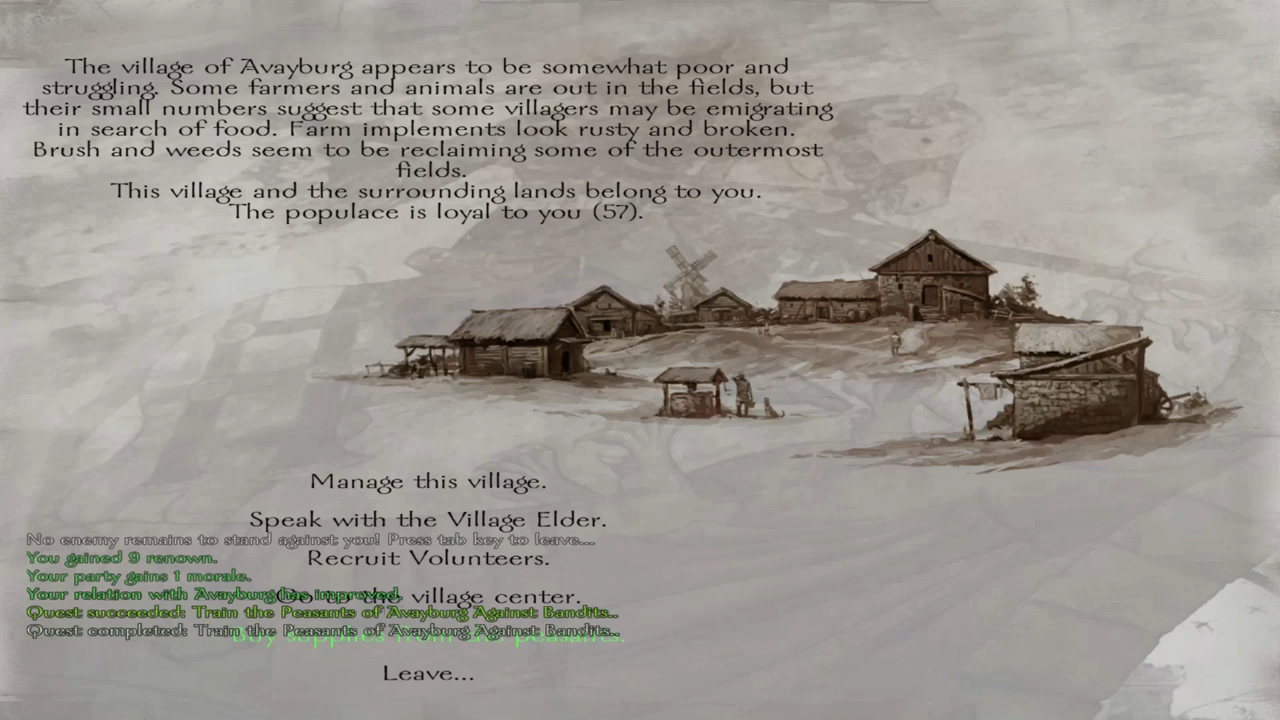 The village of Avayburg appears to be somewhat poor and
struggling. Some farmers and animals are out in the fields, but
their small numbers suggest that some villagers may be emigrating
in search of food. Farm implements look rusty and broken.
Brush and weeds seem to be reclaiming some of the outermost
fields.
This village and the surrounding lands belong to you.
The populace is loyal to you (57).
Manage this village.
Speak with the Village Elder.
No enemy remains to stand against you! Press tab key to leave...
Recruit Volunteers.
You gained 9 renown.
Your party gains 1 morale.
Your relation with Avayburg has improved.
village center.
Quest succeeded: Train the Peasants of Avayburg Against Bandits..
Quest completed: Train the Peasants of Avayburg Against Bandits..
Buy supplies from the peasants.
Leave...